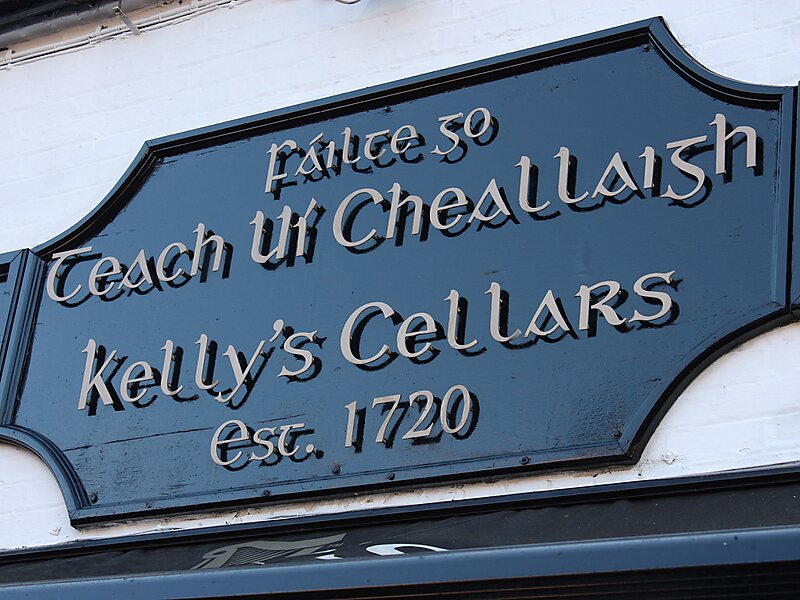 Fáilte go
Teach Uí Cheallaigh
Kelly's Cellars
est. 1720